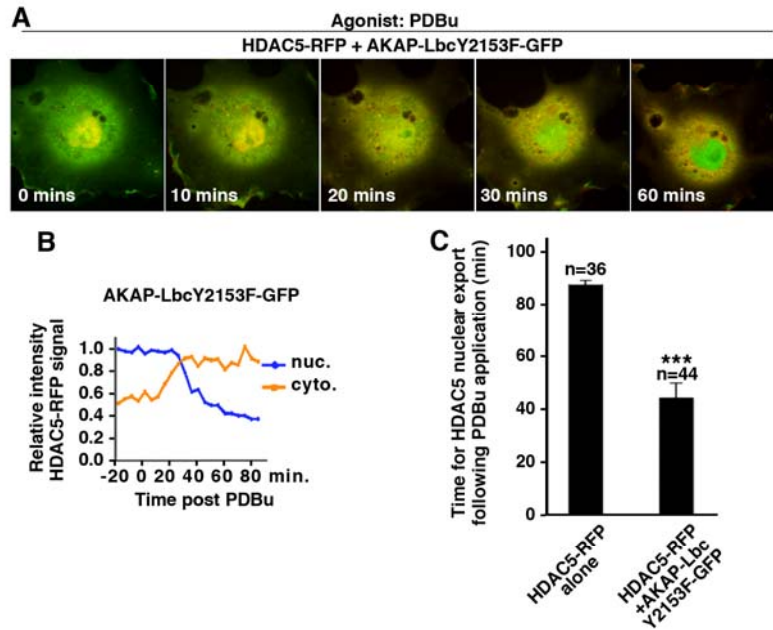 A
Agonist: PDBu
HDAC5-RFP + AKAP-LbcY2153F-GFP
0 mins
10 mins
20 mins
30 mins
60 mins
B
AKAP-LbcY2153F-GFP
Relative intensity
HDAC5-RFP signal
1.0
0.8
0.6
0.4
0.2
0.0
nuc.
cyto.
-20 0 20 40 60 80 min.
Time post PDBu
C
Time for HDAC5 nuclear export
following PDBu application (min)
100
80
60
40
20
0
n=36
***
n=44
HDAC5-RFP
alone
HDAC5-RFP
+AKAP-Lbc
Y2153F-GFP